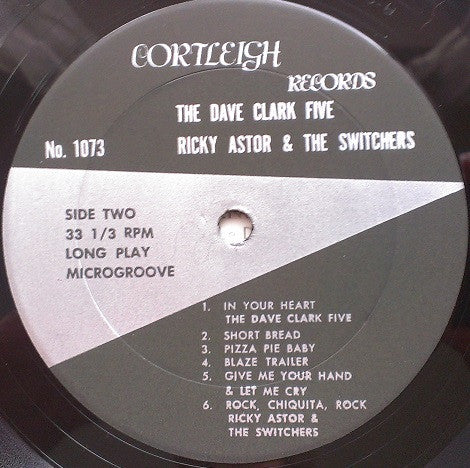 CORTLEIGH
RECORDS
THE DAVE CLARK FIVE
No. 1073 RICKY ASTOR & THE SWITCHERS
SIDE TWO
33 1/3 RPM
LONG PLAY
MICROGROOVE
1. IN YOUR HEART
THE DAVE CLARK FIVE
2. SHORT BREAD
3. PIZZA PIE BABY
4. BLAZE TRAILER
5. GIVE ME YOUR HAND
& LET ME CRY
6. ROCK, CHIQUITA, ROCK
RICKY ASTOR &
THE SWITCHERS